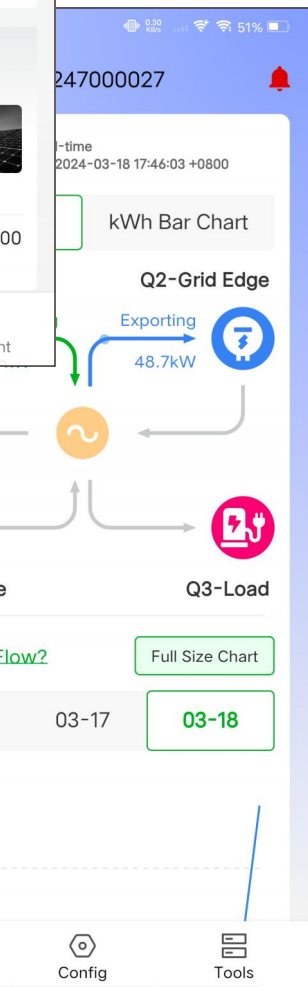 0.30
KB/s
51%
247000027
l-time
2024-03-18 17:46:03 +0800
00
kWh Bar Chart
Q2-Grid Edge
nt
Exporting
48.7kW
e
Q3-Load
Flow?
Full Size Chart
03-17
03-18
Config
Tools